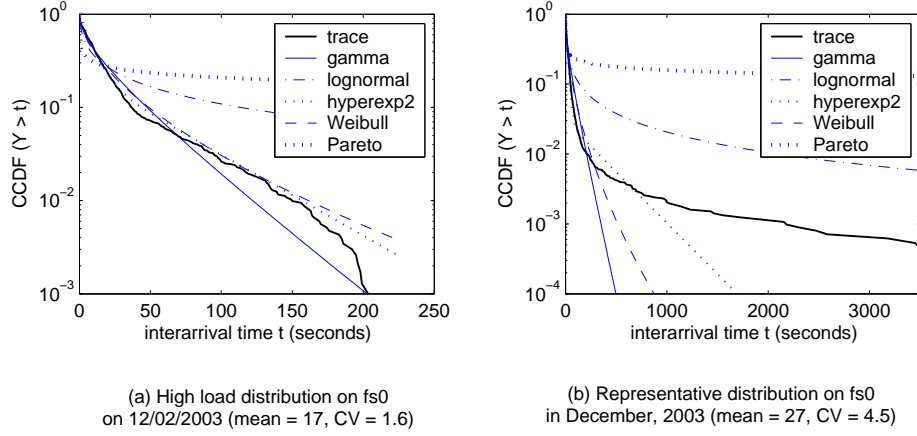 10^0
10^-1
10^-2
10^-3
CCDF (Y > t)
0 50 100 150 200 250
interarrival time t (seconds)
trace
gamma
lognormal
hyperexp2
Weibull
Pareto
(a) High load distribution on fs0
on 12/02/2003 (mean = 17, CV = 1.6)
10^0
10^-1
10^-2
10^-3
10^-4
CCDF (Y > t)
0 1000 2000 3000
interarrival time t (seconds)
trace
gamma
lognormal
hyperexp2
Weibull
Pareto
(b) Representative distribution on fs0
in December, 2003 (mean = 27, CV = 4.5)